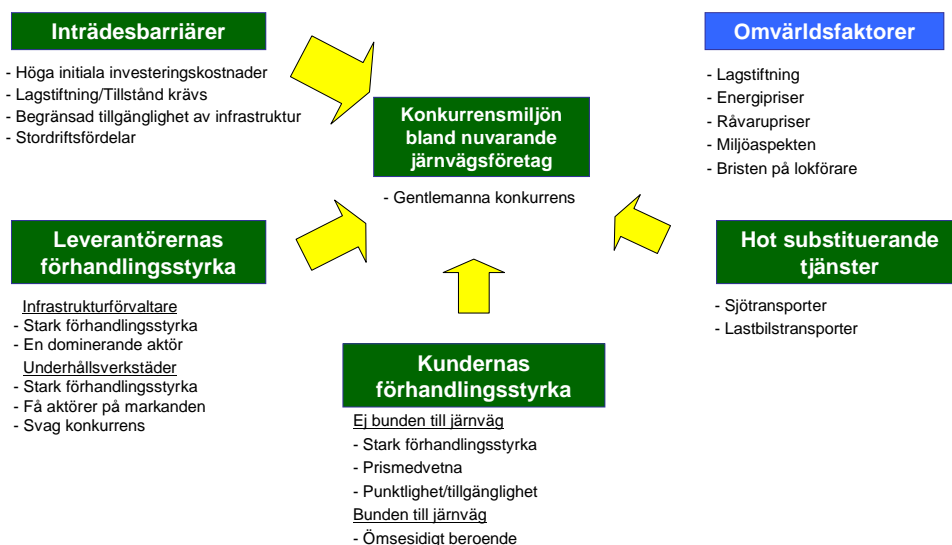 Inträdesbarriärer
- Höga initiala investeringskostnader
- Lagstiftning/Tillstånd krävs
- Begränsad tillgänglighet av infrastruktur
- Stordriftsfördelar
Omvärldsfaktorer
- Lagstiftning
- Energipriser
- Råvarupriser
- Miljöaspekten
- Bristen på lokförare
Konkurrensmiljön
bland nuvarande
järnvägsföretag
- Gentlemanna konkurrens
Leverantörernas
förhandlingsstyrka
Infrastrukturförvaltare
- Stark förhandlingsstyrka
- En dominerande aktör
Underhållsverkstäder
- Stark förhandlingsstyrka
- Få aktörer på markanden
- Svag konkurrens
Hot substituerande
tjänster
- Sjötransporter
- Lastbilstransporter
Kundernas
förhandlingsstyrka
Ej bunden till järnväg
- Stark förhandlingsstyrka
- Prismedvetna
- Punktlighet/tillgänglighet
Bunden till järnväg
- Ömsesidigt beroende